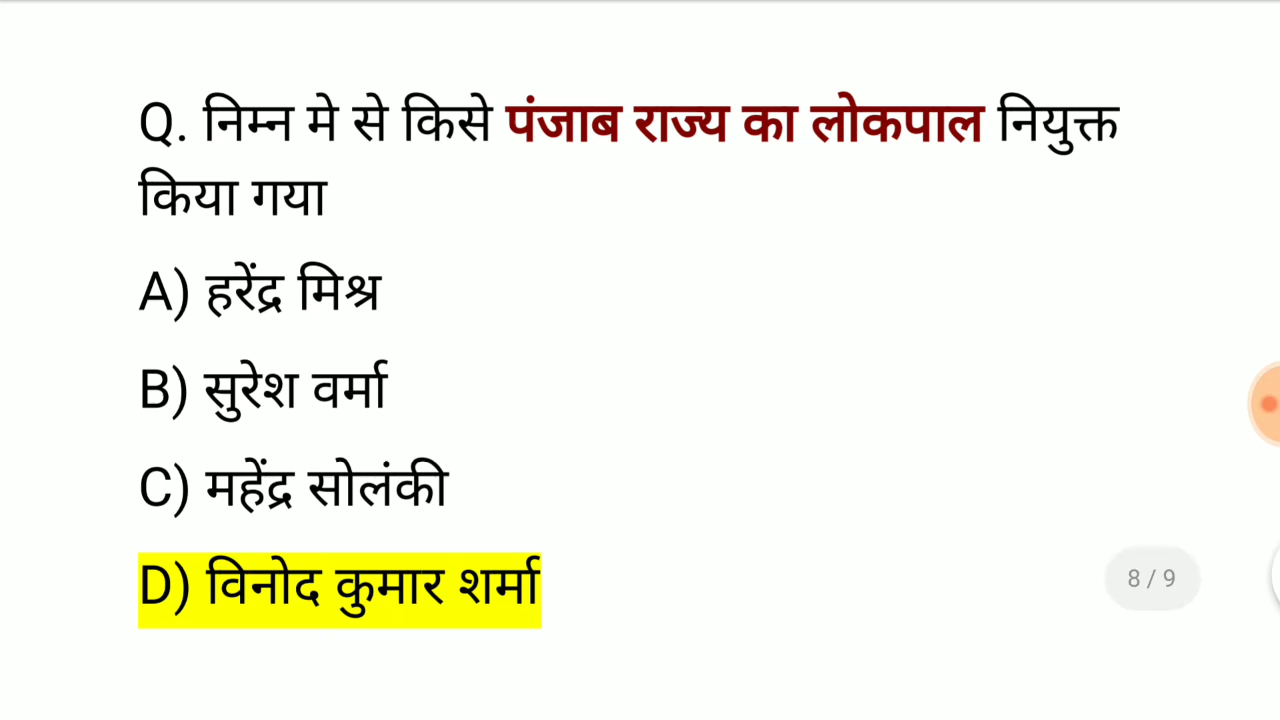 Q. निम्न मे से किसे पंजाब राज्य का लोकपाल नियुक्त
किया गया
A) हरेंद्र मिश्र
B) सुरेश वर्मा
C) महेंद्र सोलंकी
D) विनोद कुमार शर्मा
8 / 9